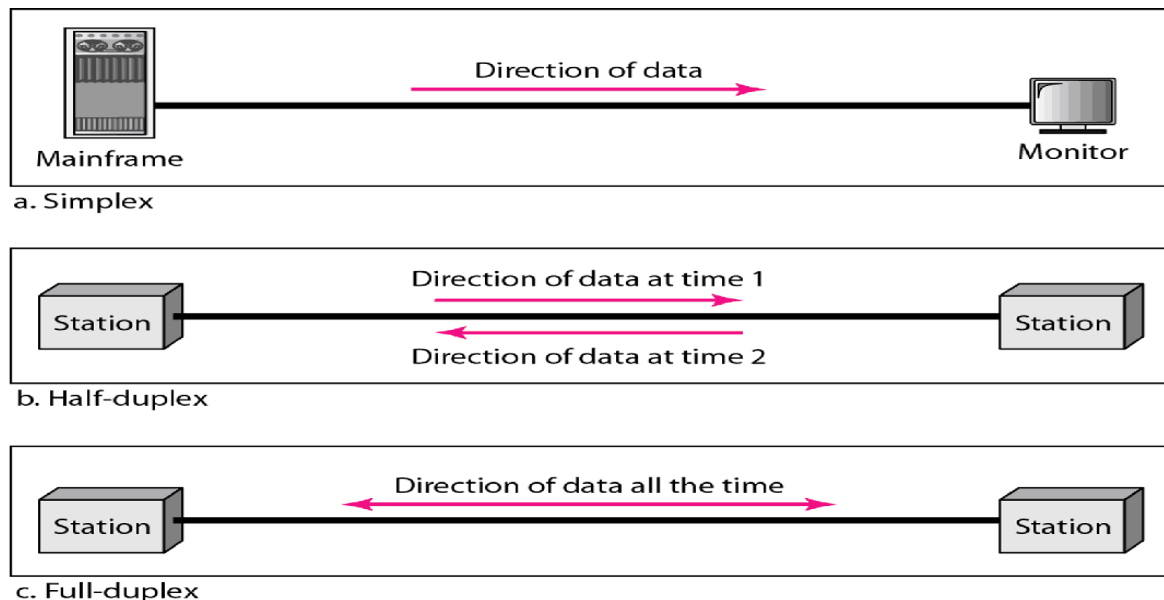 Direction of data
Mainframe
Monitor
a. Simplex
Direction of data at time 1
Station
Station
Direction of data at time 2
b. Half-duplex
Direction of data all the time
Station
Station
c. Full-duplex